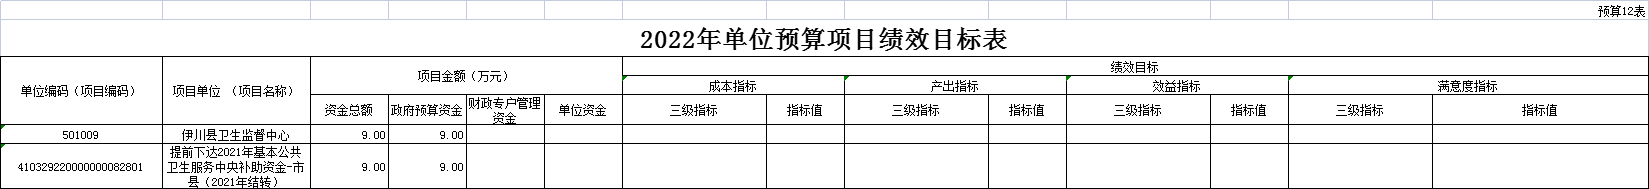 预算12表
2022年单位预算项目绩效目标表
单位编码（项目编码）
项目单位 （项目名称）
项目金额（万元）
绩效目标
成本指标
产出指标
效益指标
满意度指标
资金总额
政府预算资金
财政专户管理
资金
单位资金
三级指标
指标值
三级指标
指标值
三级指标
指标值
三级指标
指标值
501009
伊川县卫生监督中心
9.00
9.00
410329220000000082801
提前下达2021年基本公共
卫生服务中央补助资金-市
县（2021年结转）
9.00
9.00